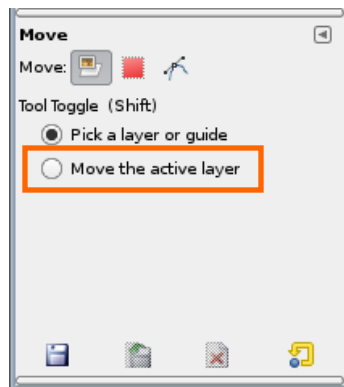 Move
Move:
Tool Toggle (Shift)
Pick a layer or guide
Move the active layer